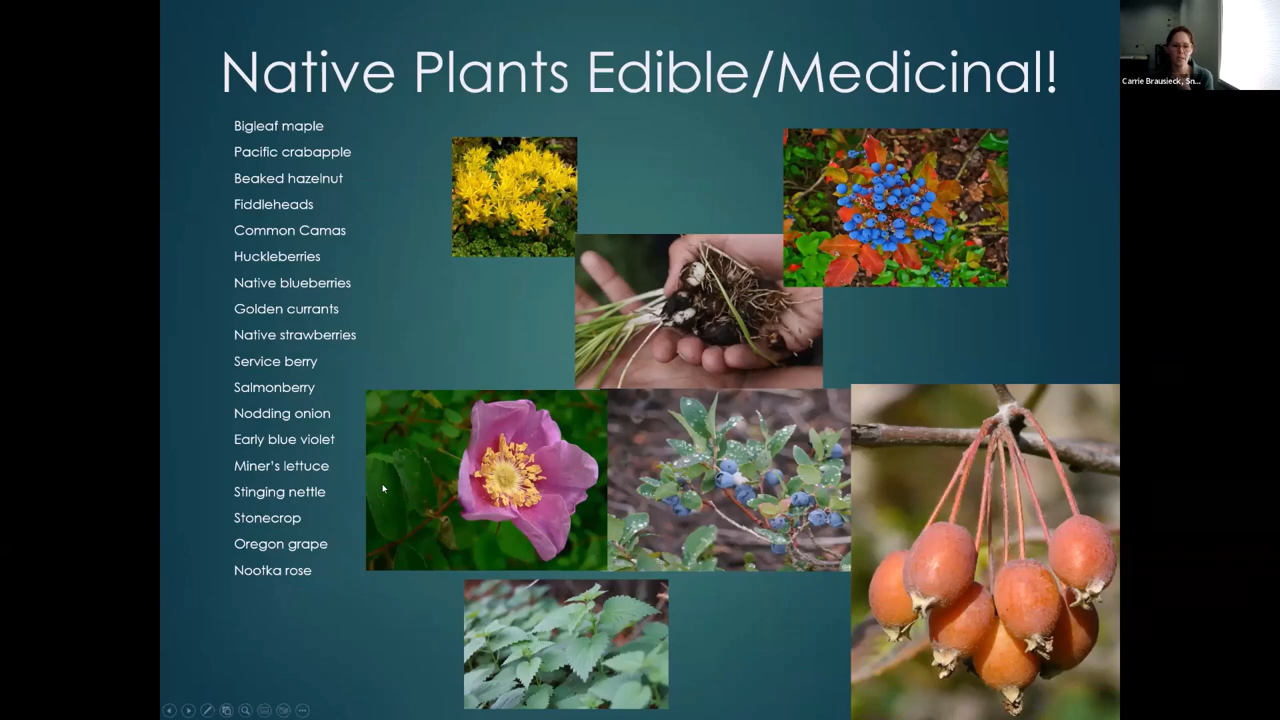 Native Plants Edible/Medicinal!
Bigleaf maple
Pacific crabapple
Beaked hazelnut
Fiddleheads
Common Camas
Huckleberries
Native blueberries
Golden currants
Native strawberries
Service berry
Salmonberry
Nodding onion
Early blue violet
Miner's lettuce
Stinging nettle
Stonecrop
Oregon grape
Nootka rose
Carrie Brausieck, Sn...